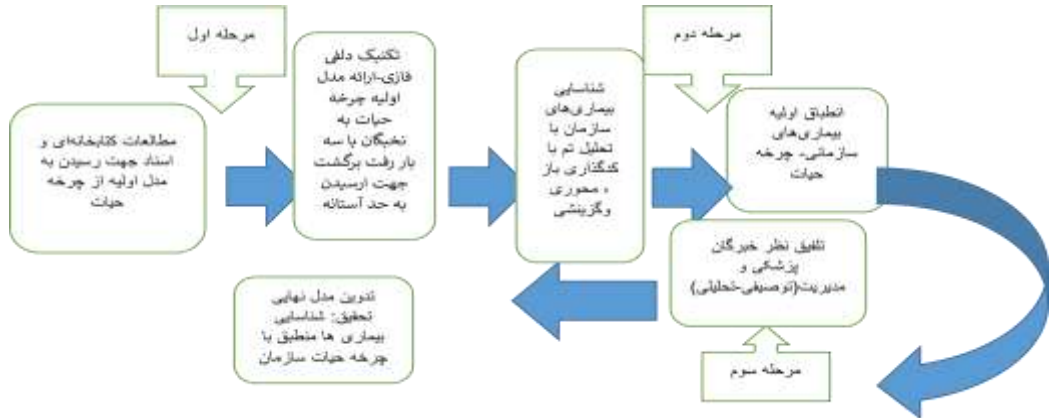 مرحله اول
مطالعات کتابخانه‌ای و
اسناد جهت رسیدن به
مدل اولیه از چرخه
حیات
تکنیک دلفی
فازی-ارائه مدل
اولیه چرخه
حیات به
نخبگان با سه
بار رفت برگشت
جهت ارسیدن
به حد آستانه
شناسایی
بیماری‌های
سازمان با
تحلیل تم با
کدگذاری باز
، محوری
وگزینشی
مرحله دوم
انطباق اولیه
بیماری‌های
سازمانی- چرخه
حیات
تلفیق نظر خبرگان
پزشکی و
مدیریت(توصیفی-تحلیلی)
مرحله سوم
تدوین مدل نهایی
تحقیق: شناسایی
بیماری ها منطبق با
چرخه حیات سازمان